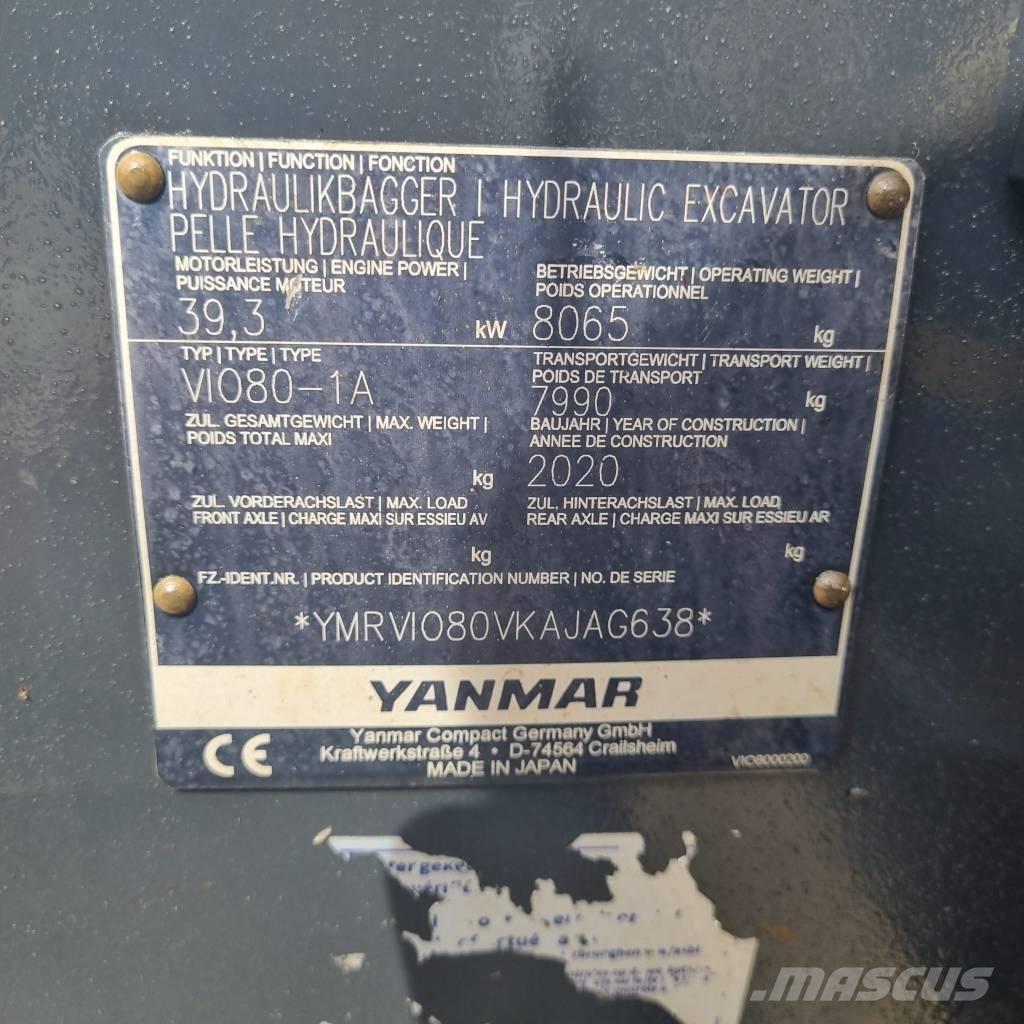 FUNKTION | FUNCTION | FONCTION
HYDRAULIKBAGGER | HYDRAULIC EXCAVATOR
PELLE HYDRAULIQUE
MOTORLEISTUNG | ENGINE POWER |
PUISSANCE MOTEUR
39,3 kW
BETRIEBSGEWICHT | OPERATING WEIGHT |
POIDS OPERATIONNEL
8065 kg
TYP | TYPE | TYPE
VIO80-1A
TRANSPORTGEWICHT | TRANSPORT WEIGHT |
POIDS DE TRANSPORT
7990 kg
ZUL. GESAMTGEWICHT | MAX. WEIGHT |
POIDS TOTAL MAXI
kg
BAUJAHR | YEAR OF CONSTRUCTION |
ANNEE DE CONSTRUCTION
2020
ZUL. VORDERACHSLAST | MAX. LOAD
FRONT AXLE | CHARGE MAXI SUR ESSIEU AV
kg
ZUL. HINTERACHSLAST | MAX. LOAD
REAR AXLE | CHARGE MAXI SUR ESSIEU AR
kg
FZ.-IDENT.NR. | PRODUCT IDENTIFICATION NUMBER | NO. DE SERIE
*YMRVIO80VKAJAG638*
YANMAR
CE
Yanmar Compact Germany GmbH
Kraftwerkstraße 4 • D-74564 Crailsheim
MADE IN JAPAN
VIO8000200
MASCUS